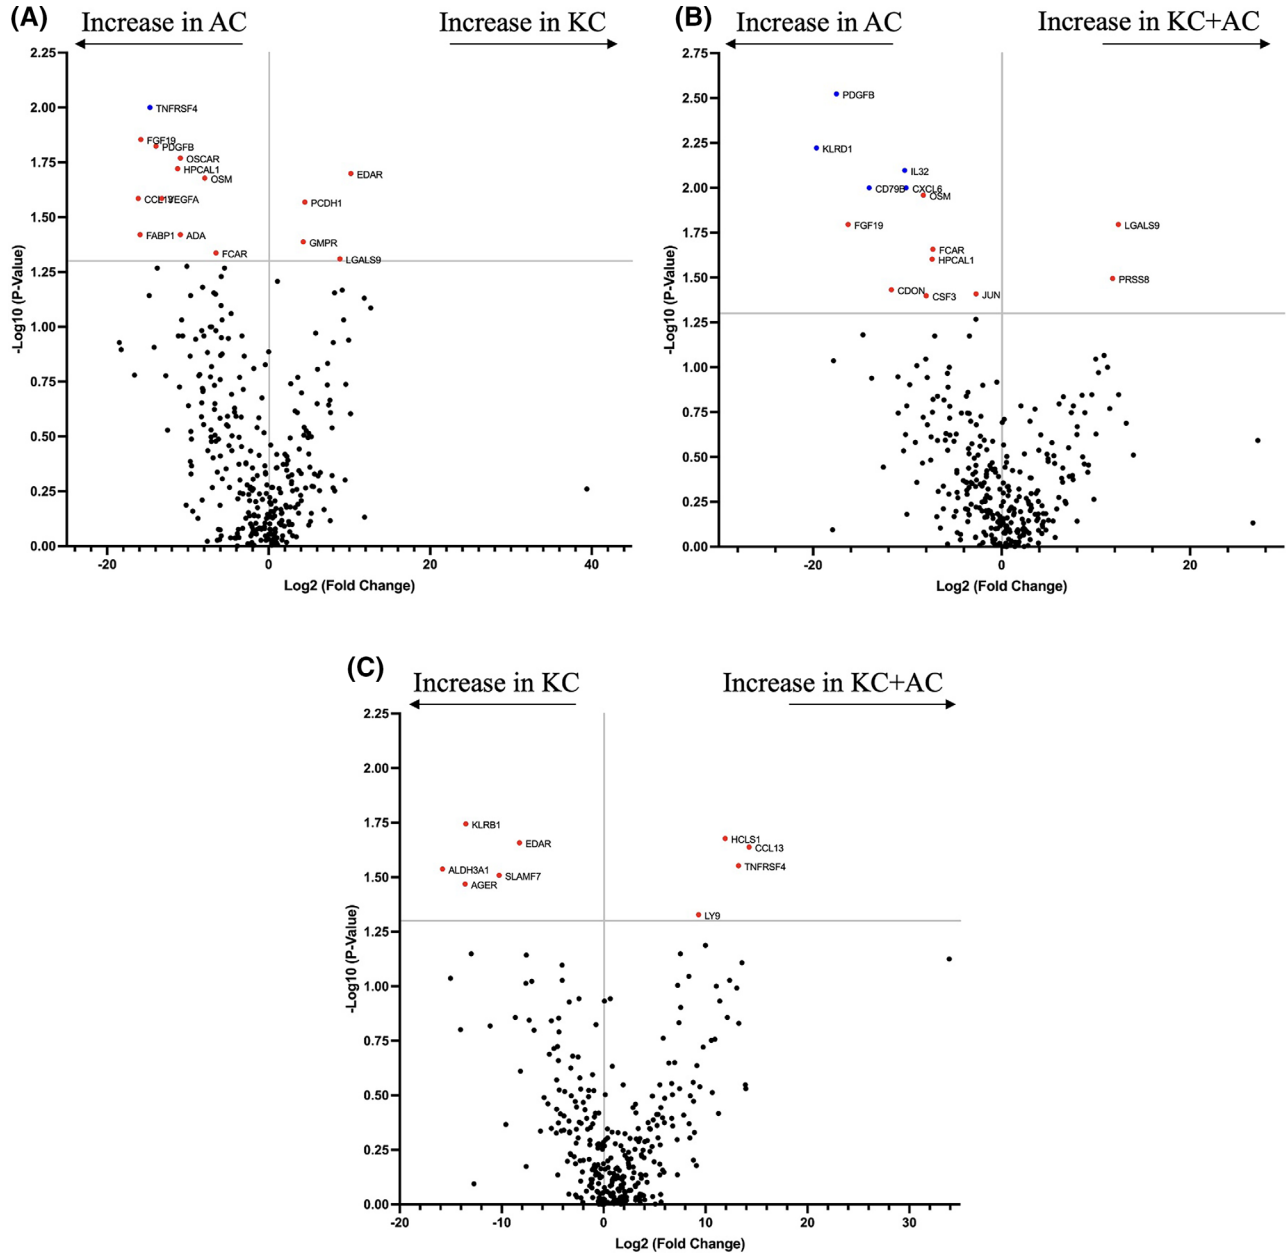 (A)
Increase in AC
Increase in KC
2.25
2.00
1.75
1.50
1.25
1.00
0.75
0.50
0.25
0.00
-Log10 (P-Value)
TNFRSF4
FGF19
PDGFB
OSCAR
HPCAL1
OSM
CCL13
VEGFA
FABP1
ADA
FCAR
EDAR
PCDH1
GMPR
LGALS9
-20
0
20
40
Log2 (Fold Change)
(B)
Increase in AC
Increase in KC+AC
2.75
2.50
2.25
2.00
1.75
1.50
1.25
1.00
0.75
0.50
0.25
0.00
-Log10 (P-Value)
PDGFB
KLRD1
IL32
CD79B
CXCL6
OSM
FGF19
FCAR
HPCAL1
CDON
CSF3
JUN
LGALS9
PRSS8
-20
0
20
Log2 (Fold Change)
(C)
Increase in KC
Increase in KC+AC
2.25
2.00
1.75
1.50
1.25
1.00
0.75
0.50
0.25
0.00
-Log10 (P-Value)
KLRB1
EDAR
ALDH3A1
SLAMF7
AGER
HCLS1
CCL13
TNFRSF4
LY9
-20
-10
0
10
20
30
Log2 (Fold Change)